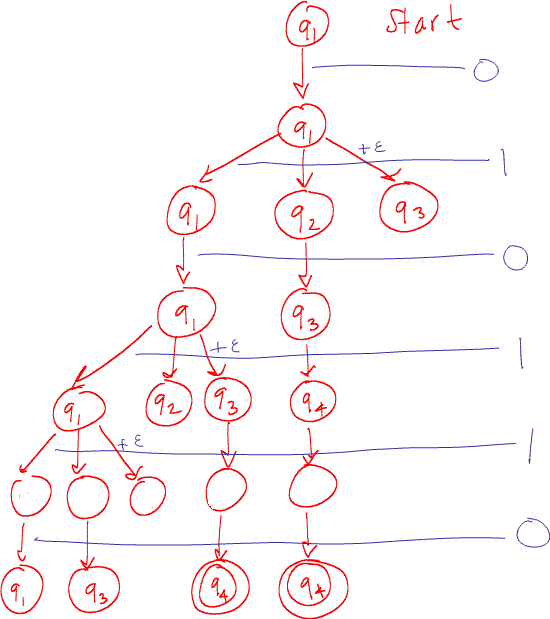 q1 Start
0
q1
+ε
1
q1 q2 q3
0
q1 q3
+ε
1
q1 q2 q3 q4
+ε
1
0
q1 q3 q4 q4